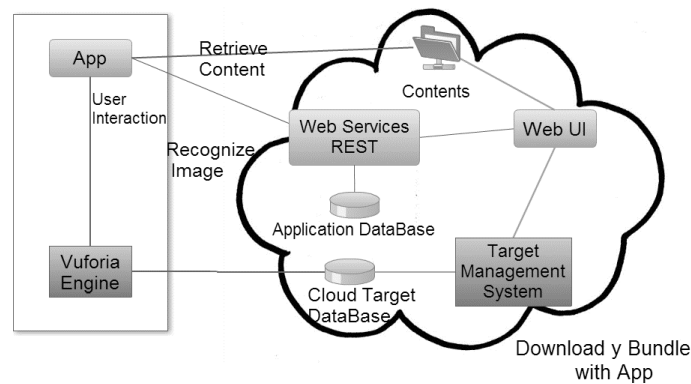 App
Retrieve
Content
Contents
User
Interaction
Web Services
REST
Web UI
Recognize
Image
Application DataBase
Vuforia
Engine
Cloud Target
DataBase
Target
Management
System
Download y Bundle
with App